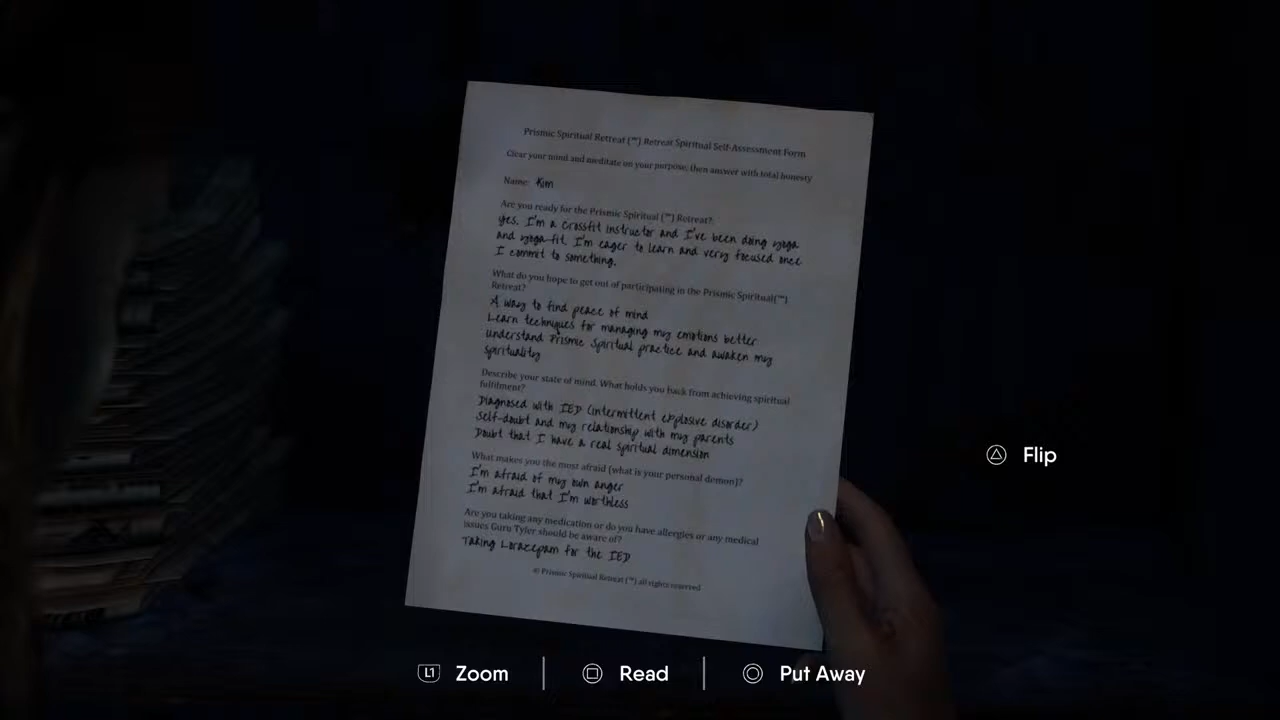 Prismic Spiritual Retreat (™) Retreat Spiritual Self-Assessment Form
Clear your mind and meditate on your purpose, then answer with total honesty
Name: Kim
Are you ready for the Prismic Spiritual (™) Retreat?
yes. I'm a crossfit instructor and I've been doing yoga
and yoga-fit. I'm eager to learn and very focused once
I commit to something.
What do you hope to get out of participating in the Prismic Spiritual(™)
Retreat?
A way to find peace of mind
Learn techniques for managing my emotions better
understand Prismic Spiritual practice and awaken my
spirituality
Describe your state of mind. What holds you back from achieving spiritual
fulfilment?
Diagnosed with IED (intermittent explosive disorder)
self-doubt and my relationship with my parents
Doubt that I have a real spiritual dimension
What makes you the most afraid (what is your personal demon)?
I'm afraid of my own anger
I'm afraid that I'm worthless
Are you taking any medication or do you have allergies or any medical
issues Guru Tyler should be aware of?
Taking Lorazepam for the IED
© Prismic Spiritual Retreat (™) all rights reserved
Flip
L1 Zoom Read Put Away